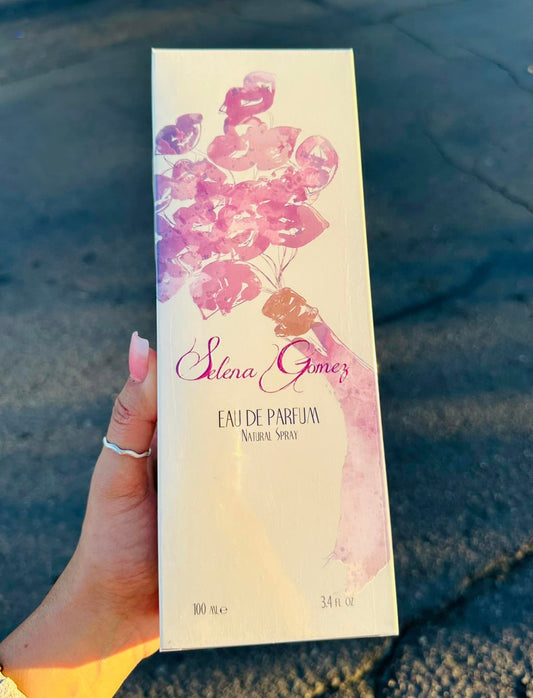 Selena Gomez
EAU DE PARFUM
NATURAL SPRAY
100 ML e
3.4 FL OZ